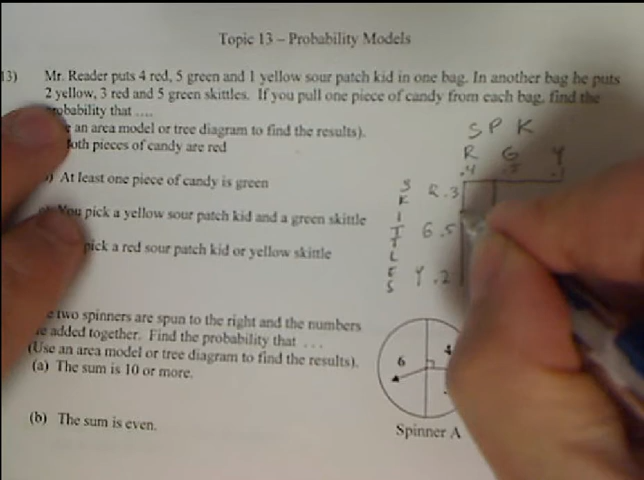 Topic 13 – Probability Models
13) Mr. Reader puts 4 red, 5 green and 1 yellow sour patch kid in one bag. In another bag he puts
2 yellow, 3 red and 5 green skittles. If you pull one piece of candy from each bag, find the
probability that ....
an area model or tree diagram to find the results).
both pieces of candy are red
At least one piece of candy is green
You pick a yellow sour patch kid and a green skittle
pick a red sour patch kid or yellow skittle
S P K
R G Y
.4 .5 .1
SKITTLES
R .3
G .5
Y .2
two spinners are spun to the right and the numbers
added together. Find the probability that ...
(Use an area model or tree diagram to find the results).
(a) The sum is 10 or more.
(b) The sum is even.
6
4
Spinner A